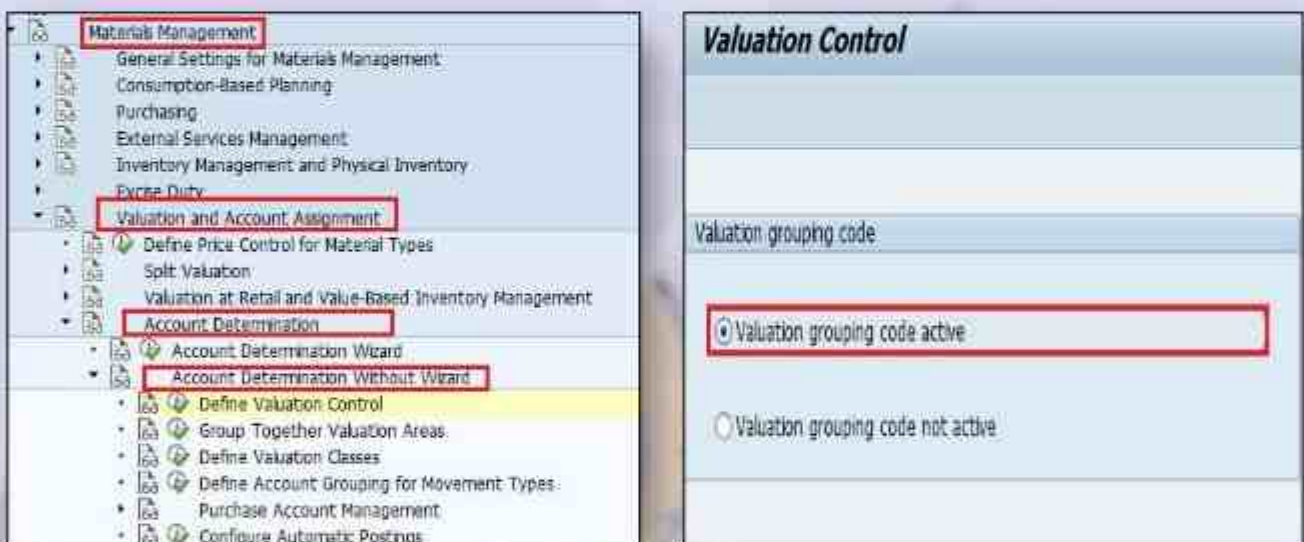 Materials Management
General Settings for Materials Management
Consumption-Based Planning
Purchasing
External Services Management
Inventory Management and Physical Inventory
Excise Duty
Valuation and Account Assignment
Define Price Control for Material Types
Split Valuation
Valuation at Retail and Value-Based Inventory Management
Account Determination
Account Determination Wizard
Account Determination Without Wizard
Define Valuation Control
Group Together Valuation Areas
Define Valuation Classes
Define Account Grouping for Movement Types
Purchase Account Management
Configure Automatic Postings
Valuation Control
Valuation grouping code
Valuation grouping code active
Valuation grouping code not active